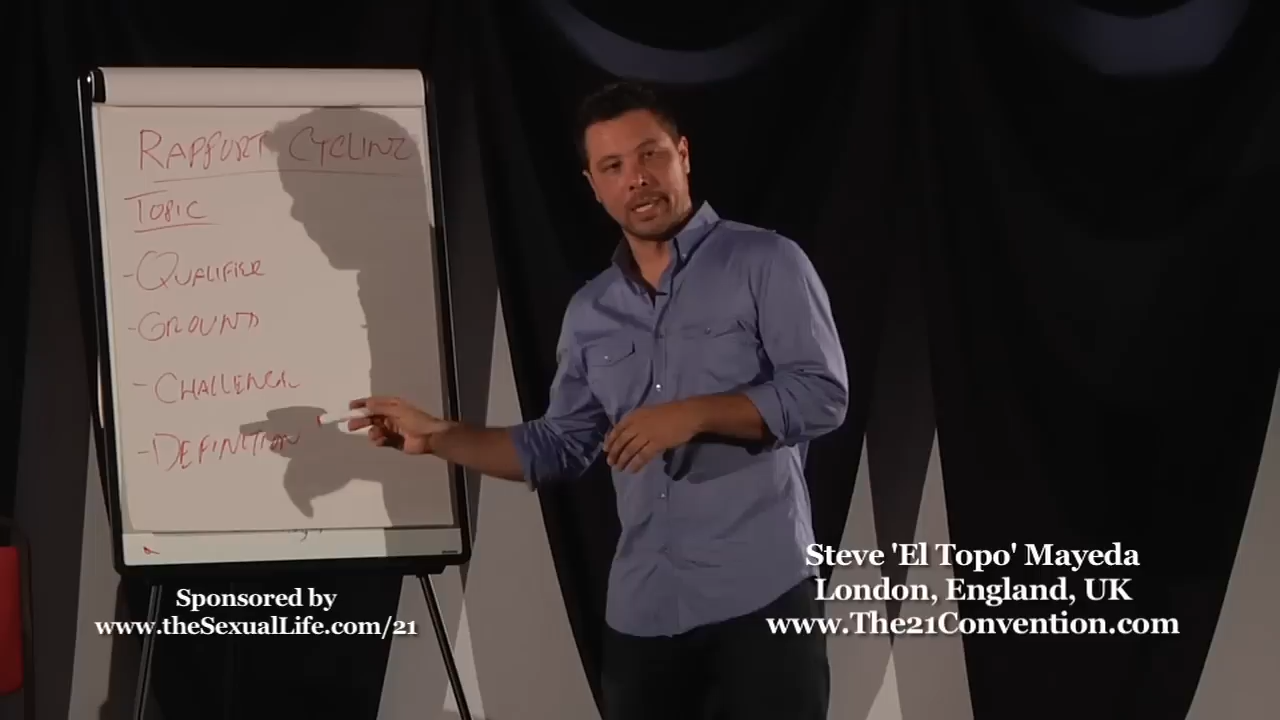 RAPPORT CYCLING
TOPIC
- QUALIFIER
- GROUND
- CHALLENGE
- DEFINITION
Sponsored by
www.theSexualLife.com/21
Steve 'El Topo' Mayeda
London, England, UK
www.The21Convention.com